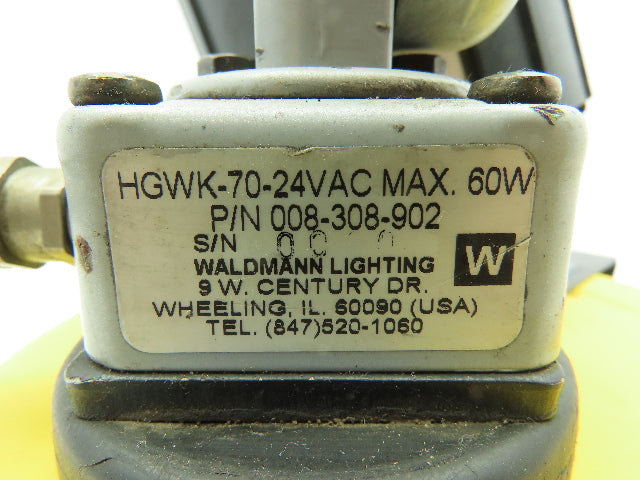 HGWK-70-24VAC MAX. 60W
P/N 008-308-902
S/N
WALDMANN LIGHTING
W
9 W. CENTURY DR.
WHEELING, IL. 60090 (USA)
TEL. (847)520-1060